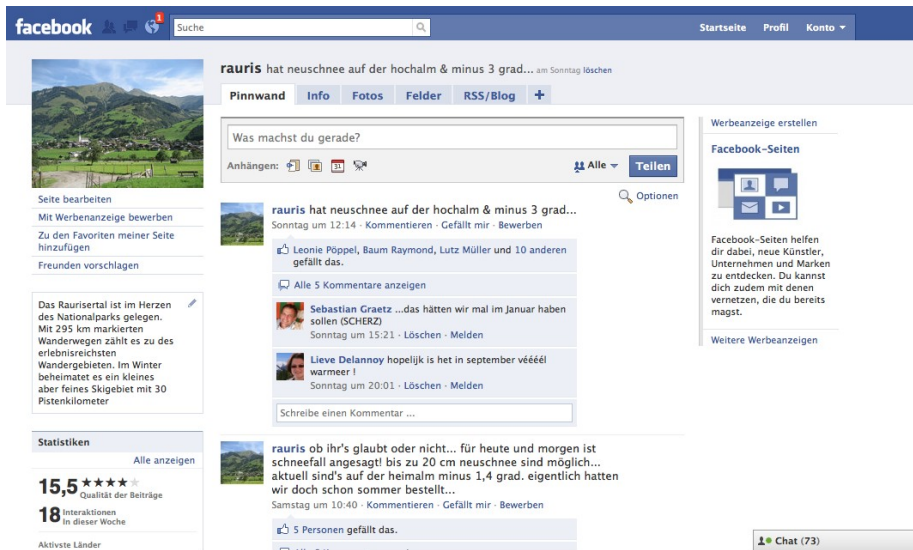 facebook
1
Suche
Startseite Profil Konto
rauris hat neuschnee auf der hochalm & minus 3 grad... am Sonntag löschen
Pinnwand Info Fotos Felder RSS/Blog +
Was machst du gerade?
Anhängen: 31 Alle Teilen
Optionen
Seite bearbeiten
Mit Werbenanzeige bewerben
Zu den Favoriten meiner Seite
hinzufügen
Freunden vorschlagen
Das Raurisertal ist im Herzen
des Nationalparks gelegen.
Mit 295 km markierten
Wanderwegen zählt es zu des
erlebnisreichsten
Wandergebieten. Im Winter
beheimatet es ein kleines
aber feines Skigebiet mit 30
Pistenkilometer
Statistiken
Alle anzeigen
15,5 ★★★★★
Qualität der Beiträge
18 Interaktionen
In dieser Woche
Aktivste Länder
rauris hat neuschnee auf der hochalm & minus 3 grad...
Sonntag um 12:14 · Kommentieren · Gefällt mir · Bewerben
Leonie Pöppel, Baum Raymond, Lutz Müller und 10 anderen
gefällt das.
Alle 5 Kommentare anzeigen
Sebastian Graetz ...das hätten wir mal im Januar haben
sollen (SCHERZ)
Sonntag um 15:21 · Löschen · Melden
Lieve Delannoy hopelijk is het in september véééél
warmeer !
Sonntag um 20:01 · Löschen · Melden
Schreibe einen Kommentar ...
rauris ob ihr's glaubt oder nicht... für heute und morgen ist
schneefall angesagt! bis zu 20 cm neuschnee sind möglich...
aktuell sind's auf der heimalm minus 1,4 grad. eigentlich hatten
wir doch schon sommer bestellt...
Samstag um 10:40 · Kommentieren · Gefällt mir · Bewerben
5 Personen gefällt das.
Werbeanzeige erstellen
Facebook-Seiten
Facebook-Seiten helfen
dir dabei, neue Künstler,
Unternehmen und Marken
zu entdecken. Du kannst
dich zudem mit denen
vernetzen, die du bereits
magst.
Weitere Werbeanzeigen
Chat (73)